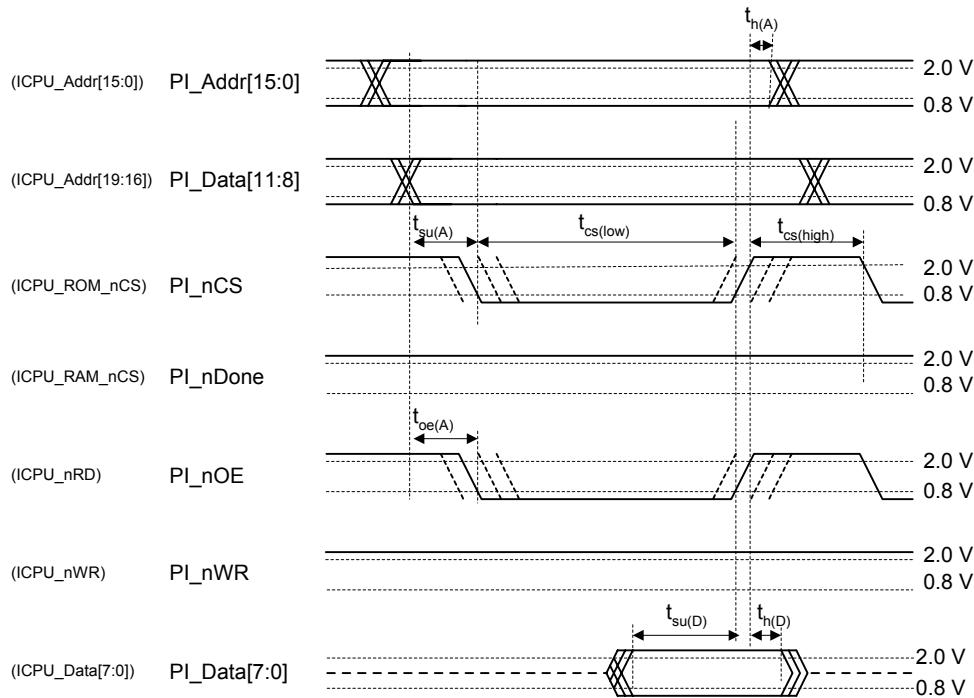 th(A)
(ICPU_Addr[15:0]) PI_Addr[15:0] 2.0 V
0.8 V
(ICPU_Addr[19:16]) PI_Data[11:8] 2.0 V
0.8 V
tsu(A) tcs(low) tcs(high)
(ICPU_ROM_nCS) PI_nCS 2.0 V
0.8 V
(ICPU_RAM_nCS) PI_nDone 2.0 V
0.8 V
toe(A)
(ICPU_nRD) PI_nOE 2.0 V
0.8 V
(ICPU_nWR) PI_nWR 2.0 V
0.8 V
tsu(D) th(D)
(ICPU_Data[7:0]) PI_Data[7:0] 2.0 V
0.8 V